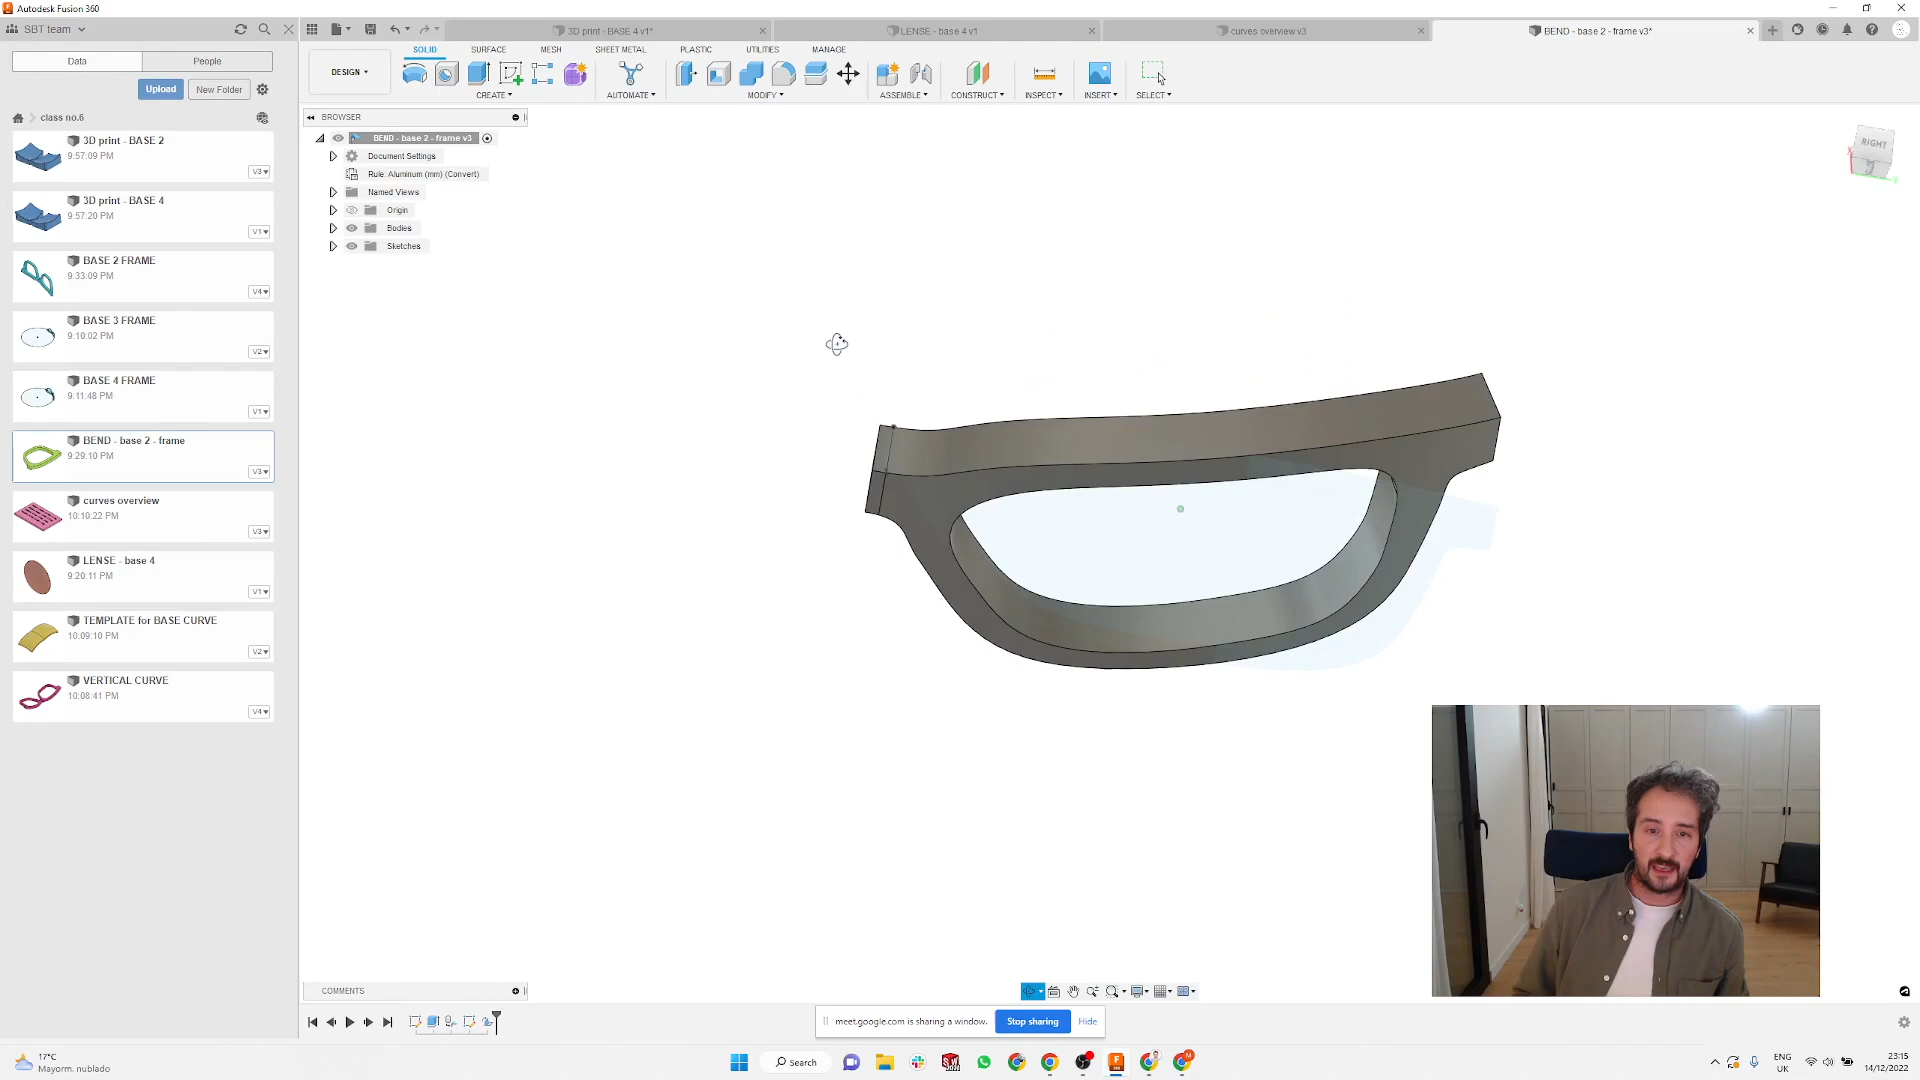 Autodesk Fusion 360
SBT team
3D print - BASE 4 v1*
LENSE - base 4 v1
curves overview v3
BEND - base 2 - frame v3*
Data
People
DESIGN
SOLID
SURFACE
MESH
SHEET METAL
PLASTIC
UTILITIES
MANAGE
Upload
New Folder
CREATE
AUTOMATE
MODIFY
ASSEMBLE
CONSTRUCT
INSPECT
INSERT
SELECT
class no.6
BROWSER
3D print - BASE 2
9:57:09 PM
V3
3D print - BASE 4
9:57:20 PM
V1
BASE 2 FRAME
9:33:09 PM
V4
BASE 3 FRAME
9:10:02 PM
V2
BASE 4 FRAME
9:11:48 PM
V1
BEND - base 2 - frame
9:29:10 PM
V3
curves overview
10:10:22 PM
V3
LENSE - base 4
9:20:11 PM
V1
TEMPLATE for BASE CURVE
10:09:10 PM
V2
VERTICAL CURVE
10:08:41 PM
V4
BEND - base 2 - frame v3
Document Settings
Rule: Aluminum (mm) (Convert)
Named Views
Origin
Bodies
Sketches
RIGHT
COMMENTS
meet.google.com is sharing a window.
Stop sharing
Hide
17°C
Mayorm. nublado
Search
ENG
UK
23:15
14/12/2022